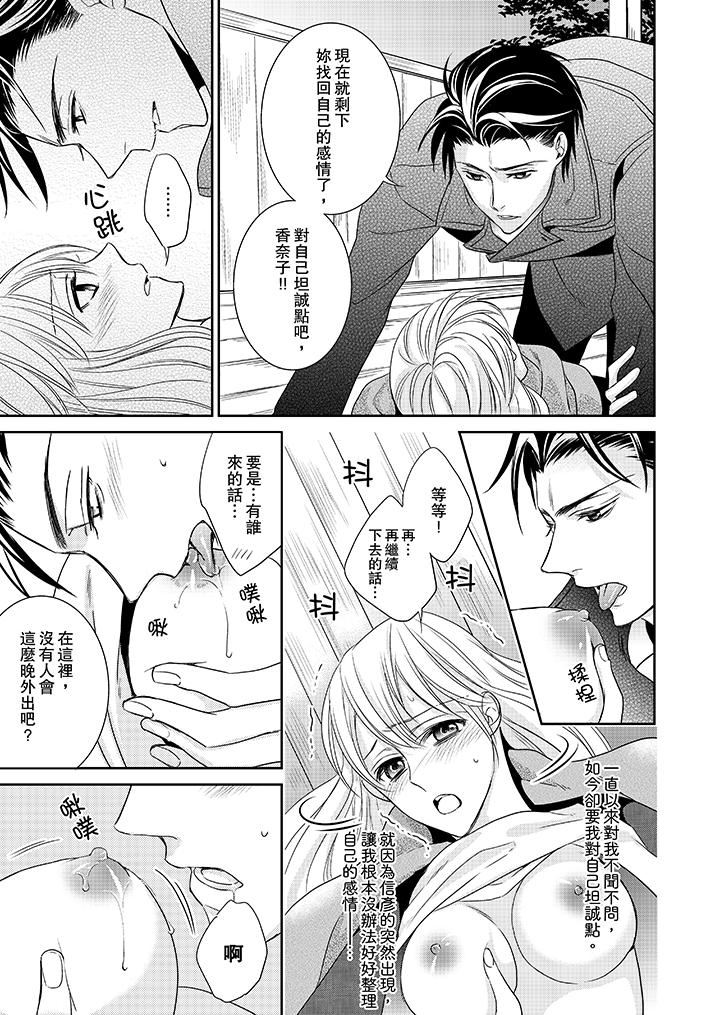 現在就剩下
妳找回自己的感情了，
對自己坦誠點吧，
香奈子!!
……
心跳
揉捏
等等！
再…
再繼續
下去的話…
扒
扒
扒
一直以來對我不聞不問，
如今卻要我對自己坦誠點。
就因為信彥的突然出現，
讓我根本沒辦法好好整理
自己的感情……
要是…有誰
來的話…
噗
啾
啾
在這裡，
沒有人會
這麼晚外出吧？
噗
啾
啊